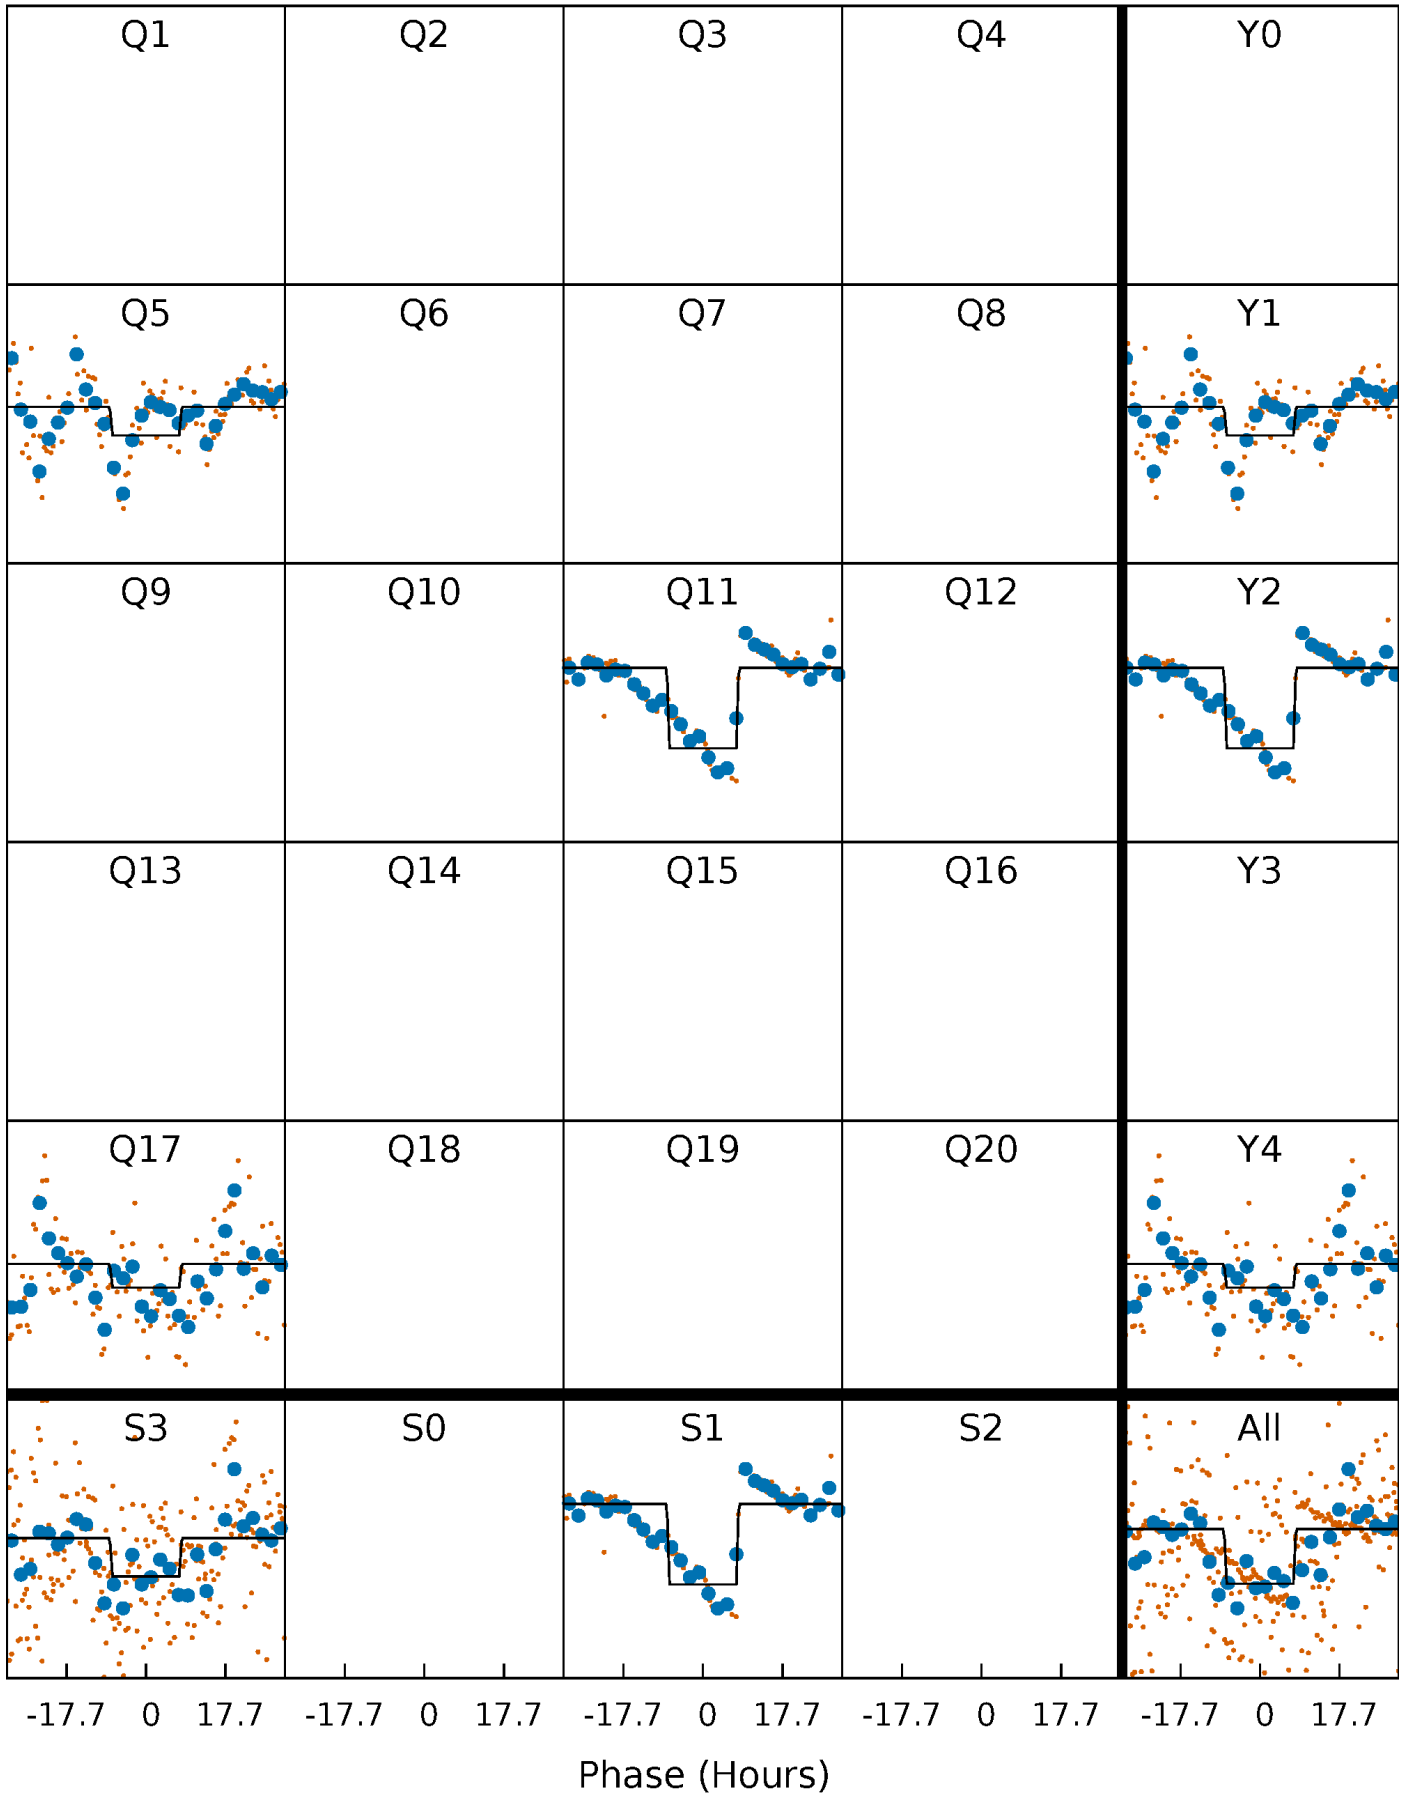 Q1 Q2 Q3 Q4 Y0
Q5 Q6 Q7 Q8 Y1
Q9 Q10 Q11 Q12 Y2
Q13 Q14 Q15 Q16 Y3
Q17 Q18 Q19 Q20 Y4
S3 S0 S1 S2 All
-17.7 0 17.7 -17.7 0 17.7 -17.7 0 17.7 -17.7 0 17.7 -17.7 0 17.7
Phase (Hours)